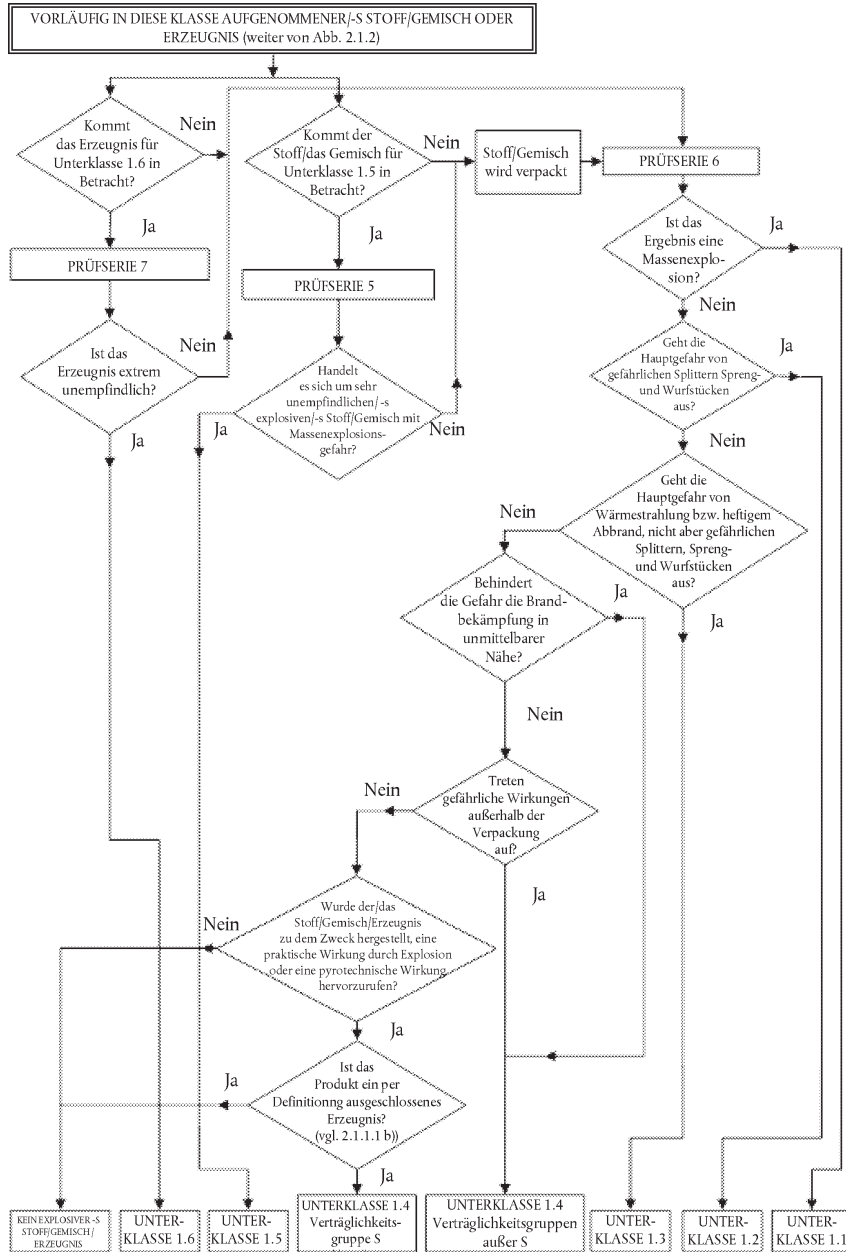 VORLÄUFIG IN DIESE KLASSE AUFGENOMMENER/-S STOFF/GEMISCH ODER
ERZEUGNIS (weiter von Abb. 2.1.2)
Kommt
das Erzeugnis für
Unterklasse 1.6 in
Betracht?
Nein
Kommt der
Stoff/das Gemisch für
Unterklasse 1.5 in
Betracht?
Nein
Stoff/Gemisch
wird verpackt
PRÜFSERIE 6
Ja
Ja
Ist das
Ergebnis eine
Massenexplo-
sion?
Ja
PRÜFSERIE 7
PRÜFSERIE 5
Nein
Ist das
Erzeugnis extrem
unempfindlich?
Nein
Handelt
es sich um sehr
unempfindlichen/-s
explosiven/-s Stoff/Gemisch mit
Massenexplosions-
gefahr?
Geht die
Hauptgefahr von
gefährlichen Splittern Spreng-
und Wurfstücken
aus?
Ja
Ja
Ja
Nein
Nein
Geht die
Hauptgefahr von
Wärmestrahlung bzw. heftigem
Abbrand, nicht aber gefährlichen
Splittern, Spreng-
und Wurfstücken
aus?
Nein
Ja
Behindert
die Gefahr die Brand-
bekämpfung in
unmittelbarer
Nähe?
Ja
Nein
Treten
gefährliche Wirkungen
außerhalb der
Verpackung
auf?
Nein
Ja
Wurde der/das
Stoff/Gemisch/Erzeugnis
zu dem Zweck hergestellt, eine
praktische Wirkung durch Explosion
oder eine pyrotechnische Wirkung
hervorzurufen?
Nein
Ja
Ist das
Produkt ein per
Definitionng ausgeschlossenes
Erzeugnis?
(vgl. 2.1.1.1 b))
Ja
Ja
KEIN EXPLOSIVER -S
STOFF/GEMISCH/
ERZEUGNIS
UNTER-
KLASSE 1.6
UNTER-
KLASSE 1.5
UNTERKLASSE 1.4
Verträglichkeits-
gruppe S
UNTERKLASSE 1.4
Verträglichkeitsgruppen
außer S
UNTER-
KLASSE 1.3
UNTER-
KLASSE 1.2
UNTER-
KLASSE 1.1